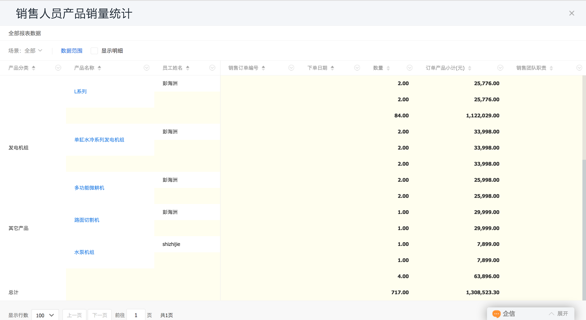 销售人员产品销量统计
全部报表数据
场景: 全部 数据范围 显示明细
产品分类 产品名称 员工姓名 销售订单编号 下单日期 数量 订单产品小计(元) 销售团队职责
L系列 彭海洲 2.00 25,776.00
2.00 25,776.00
84.00 1,122,029.00
发电机组 单缸水冷系列发电机组 彭海洲 2.00 33,998.00
2.00 33,998.00
2.00 33,998.00
多功能微耕机 彭海洲 2.00 25,998.00
2.00 25,998.00
其它产品 路面切割机 彭海洲 1.00 29,999.00
1.00 29,999.00
水泵机组 shizhijie 1.00 7,899.00
1.00 7,899.00
4.00 63,896.00
总计 717.00 1,308,523.30
显示行数 100 上一页 下一页 前往 1 页 共1页
企信 展开